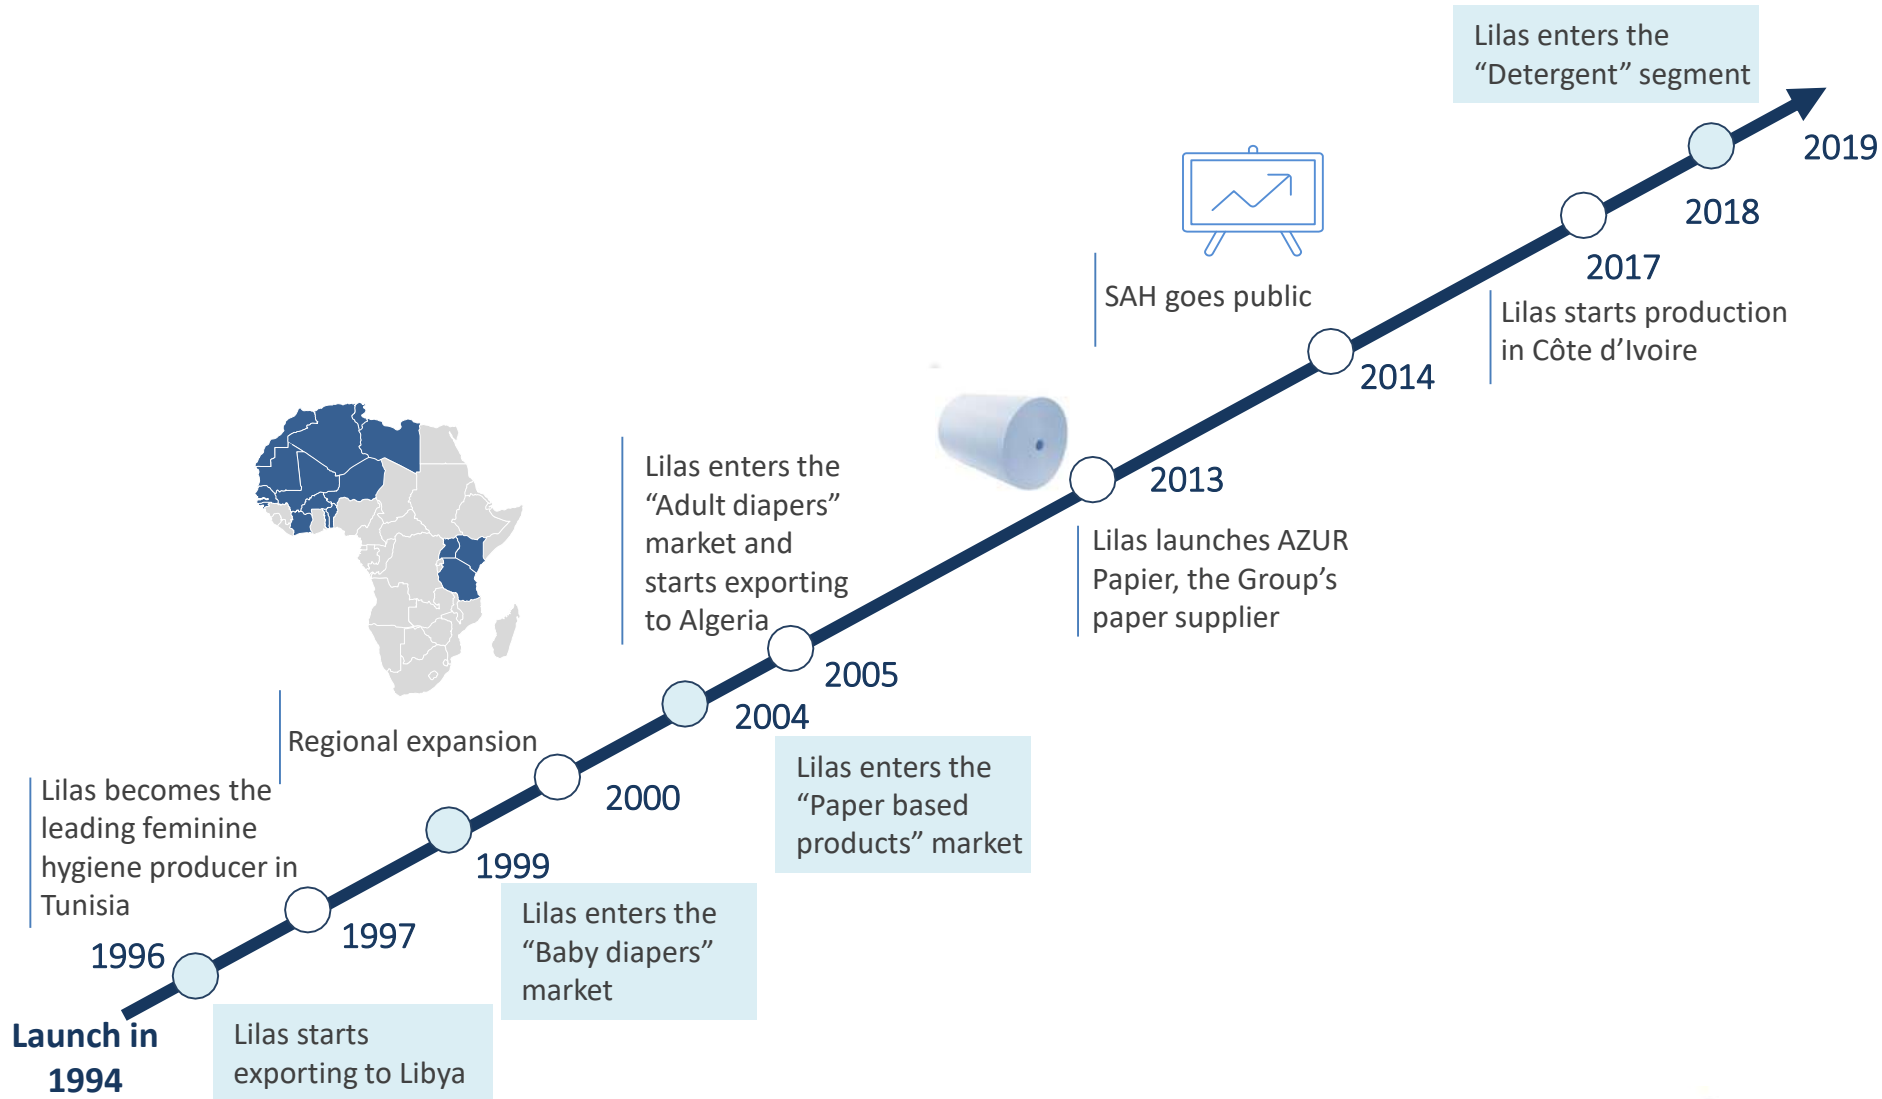 Lilas enters the
“Detergent” segment
2019
2018
2017
Lilas starts production
in Côte d’Ivoire
SAH goes public
2014
2013
Lilas launches AZUR
Papier, the Group’s
paper supplier
Lilas enters the
“Adult diapers”
market and
starts exporting
to Algeria
2005
2004
Lilas enters the
“Paper based
products” market
Regional expansion
2000
1999
Lilas enters the
“Baby diapers”
market
Lilas becomes the
leading feminine
hygiene producer in
Tunisia
1997
1996
Lilas starts
exporting to Libya
Launch in
1994